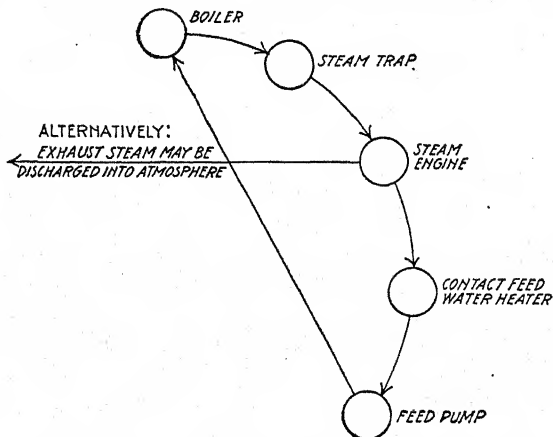 BOILER
STEAM TRAP
ALTERNATIVELY:
EXHAUST STEAM MAY BE
DISCHARGED INTO ATMOSPHERE
STEAM
ENGINE
CONTACT FEED
WATER HEATER
FEED PUMP